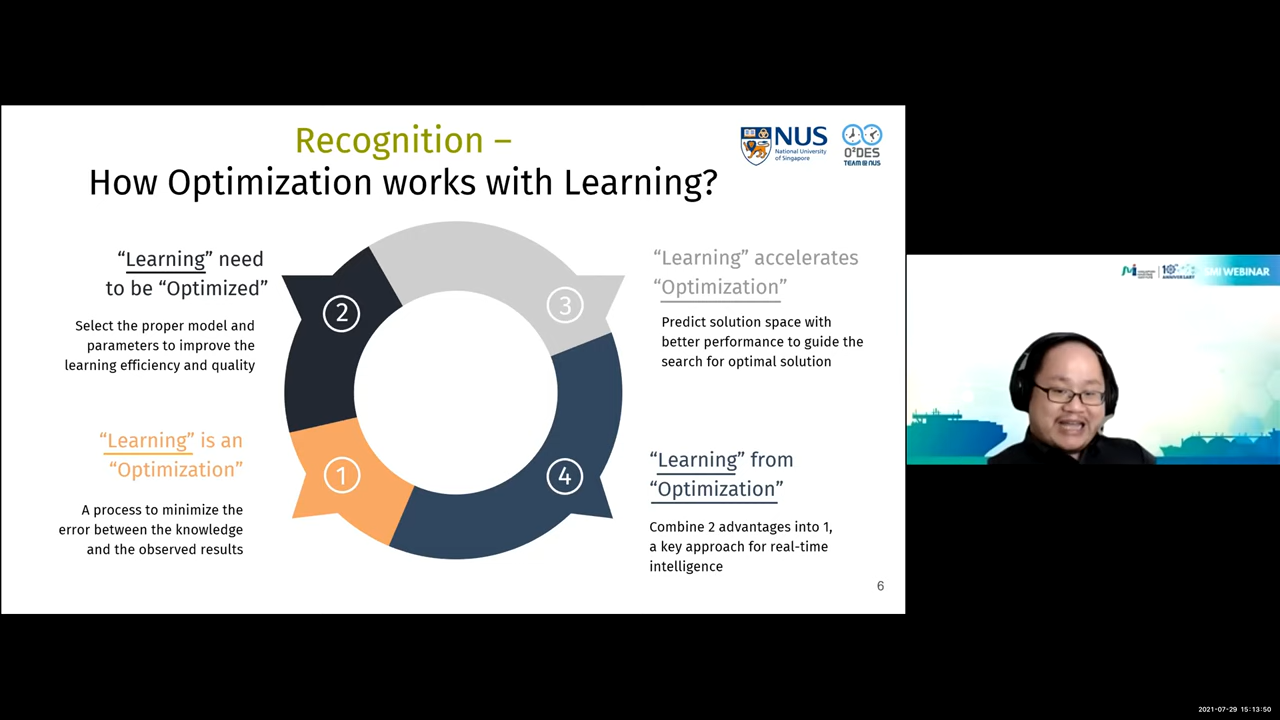 Recognition –
How Optimization works with Learning?
NUS
National University
of Singapore
O²DES
TEAM @ NUS
“Learning” need
to be “Optimized”
Select the proper model and
parameters to improve the
learning efficiency and quality
2
“Learning” is an
“Optimization”
A process to minimize the
error between the knowledge
and the observed results
1
3
“Learning” accelerates
“Optimization”
Predict solution space with
better performance to guide the
search for optimal solution
4
“Learning” from
“Optimization”
Combine 2 advantages into 1,
a key approach for real-time
intelligence
6
ANNIVERSARY
SMI WEBINAR
2021-07-29 15:13:50